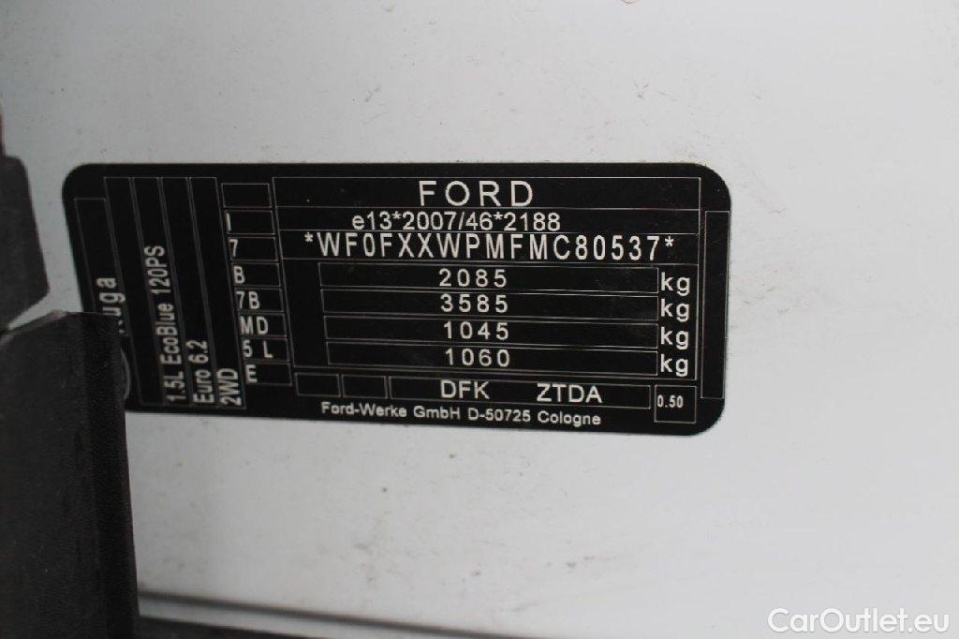 FORD
e13*2007/46*2188
*WF0FXXWPMFMC80537*
2085 kg
3585 kg
1045 kg
1060 kg
DFK ZTDA
0.50
Ford-Werke GmbH D-50725 Cologne
I
7
B
7B
MD
5 L
E
2WD
Euro 6.2
1.5L EcoBlue 120PS
CarOutlet.eu